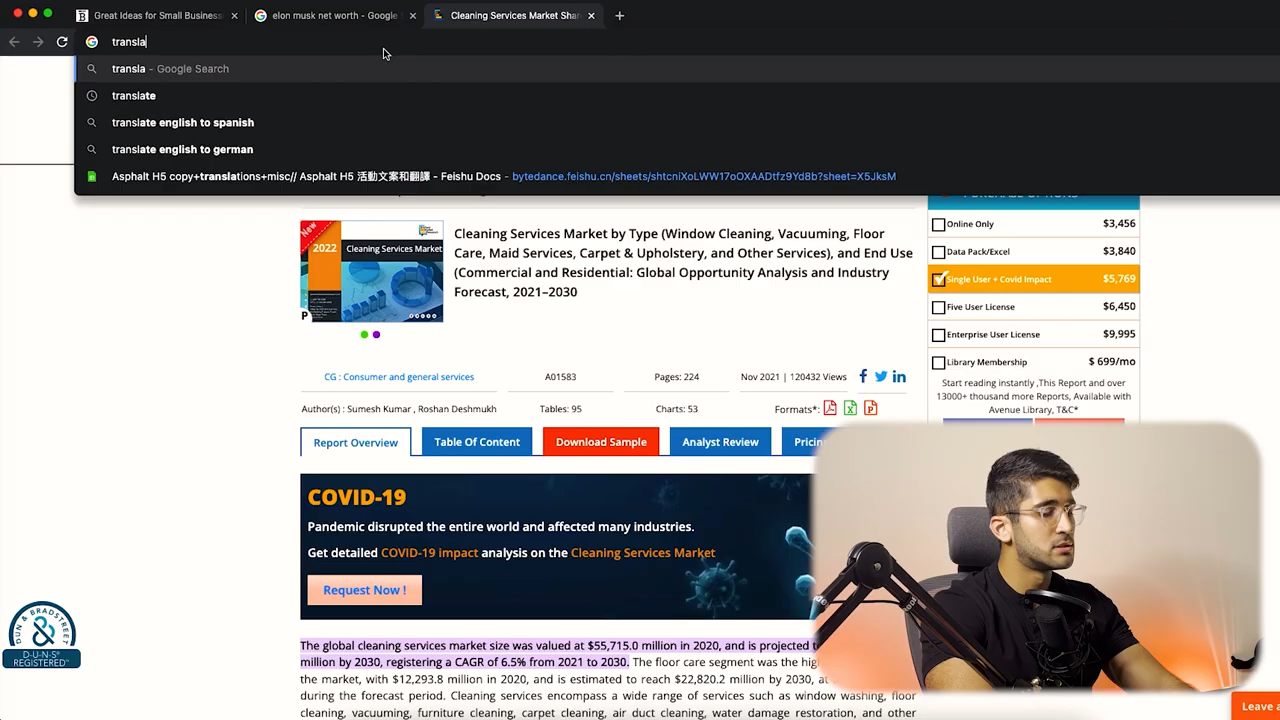 Great Ideas for Small Business
elon musk net worth - Google
Cleaning Services Market Shar
transla
transla - Google Search
translate
translate english to spanish
translate english to german
Asphalt H5 copy+translations+misc// Asphalt H5 活動文案和翻譯 - Feishu Docs - bytedance.feishu.cn/sheets/shtcniXoLWW17oOXAADtfz9Yd8b?sheet=X5JksM
PURCHASE OPTIONS
Online Only $3,456
Data Pack/Excel $3,840
Single User + Covid Impact $5,769
Five User License $6,450
Enterprise User License $9,995
Library Membership $ 699/mo
Start reading instantly ,This Report and over
13000+ thousand more Reports, Available with
Avenue Library, T&C*
New
2022
Cleaning Services Market
Cleaning Services Market by Type (Window Cleaning, Vacuuming, Floor
Care, Maid Services, Carpet & Upholstery, and Other Services), and End Use
(Commercial and Residential: Global Opportunity Analysis and Industry
Forecast, 2021–2030
P
CG : Consumer and general services
A01583
Pages: 224
Nov 2021 | 120432 Views
Author(s) : Sumesh Kumar , Roshan Deshmukh
Tables: 95
Charts: 53
Formats*:
Report Overview
Table Of Content
Download Sample
Analyst Review
Pricin
COVID-19
Pandemic disrupted the entire world and affected many industries.
Get detailed COVID-19 impact analysis on the Cleaning Services Market
Request Now !
DUN & BRADSTREET
D-U-N-S®
REGISTERED™
The global cleaning services market size was valued at $55,715.0 million in 2020, and is projected t
million by 2030, registering a CAGR of 6.5% from 2021 to 2030. The floor care segment was the hig
the market, with $12,293.8 million in 2020, and is estimated to reach $22,820.2 million by 2030, a
during the forecast period. Cleaning services encompass a wide range of services such as window washing, floor
cleaning, vacuuming, furniture cleaning, carpet cleaning, air duct cleaning, water damage restoration, and other
Leave a